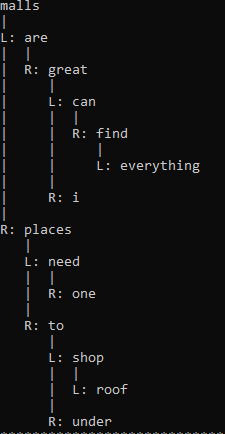 malls
L: are
R: great
L: can
R: find
L: everything
R: i
R: places
L: need
R: one
R: to
L: shop
L: roof
R: under